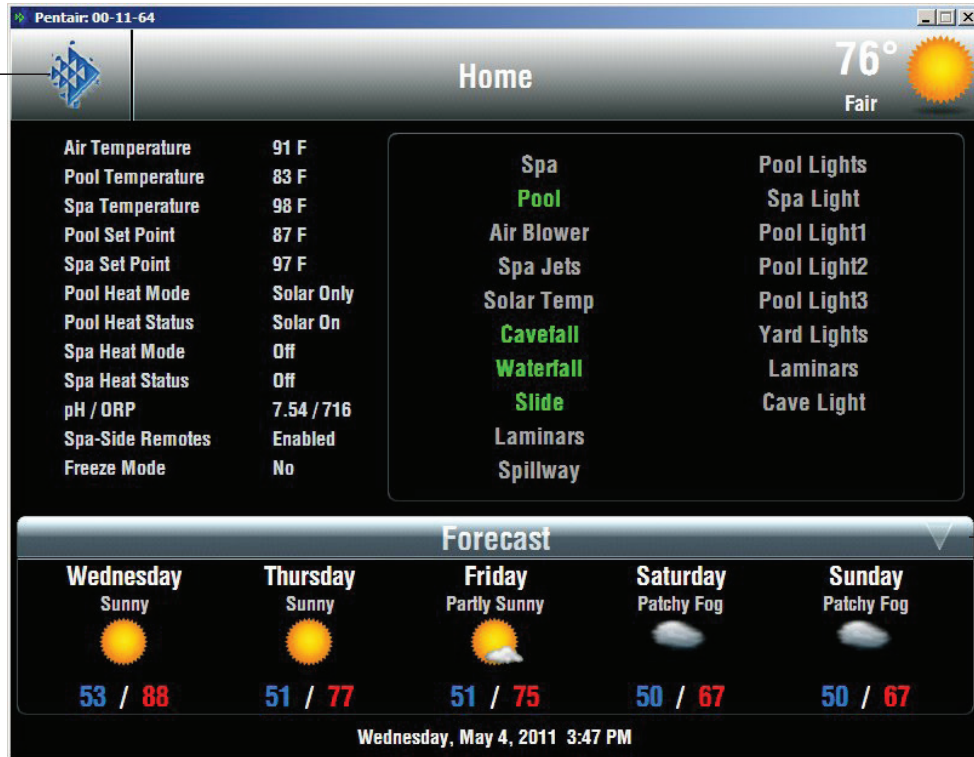 Pentair: 00-11-64
Home
76°
Fair
Air Temperature 91 F
Pool Temperature 83 F
Spa Temperature 98 F
Pool Set Point 87 F
Spa Set Point 97 F
Pool Heat Mode Solar Only
Pool Heat Status Solar On
Spa Heat Mode Off
Spa Heat Status Off
pH / ORP 7.54 / 716
Spa-Side Remotes Enabled
Freeze Mode No
Spa
Pool
Air Blower
Spa Jets
Solar Temp
Cavefall
Waterfall
Slide
Laminars
Spillway
Pool Lights
Spa Light
Pool Light1
Pool Light2
Pool Light3
Yard Lights
Laminars
Cave Light
Forecast
Wednesday Thursday Friday Saturday Sunday
Sunny Sunny Partly Sunny Patchy Fog Patchy Fog
53 / 88 51 / 77 51 / 75 50 / 67 50 / 67
Wednesday, May 4, 2011 3:47 PM